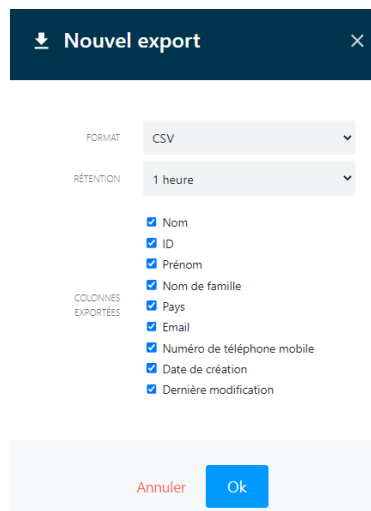 Nouvel export
FORMAT
CSV
RÉTENTION
1 heure
COLONNES
EXPORTÉES
Nom
ID
Prénom
Nom de famille
Pays
Email
Numéro de téléphone mobile
Date de création
Dernière modification
Annuler
Ok